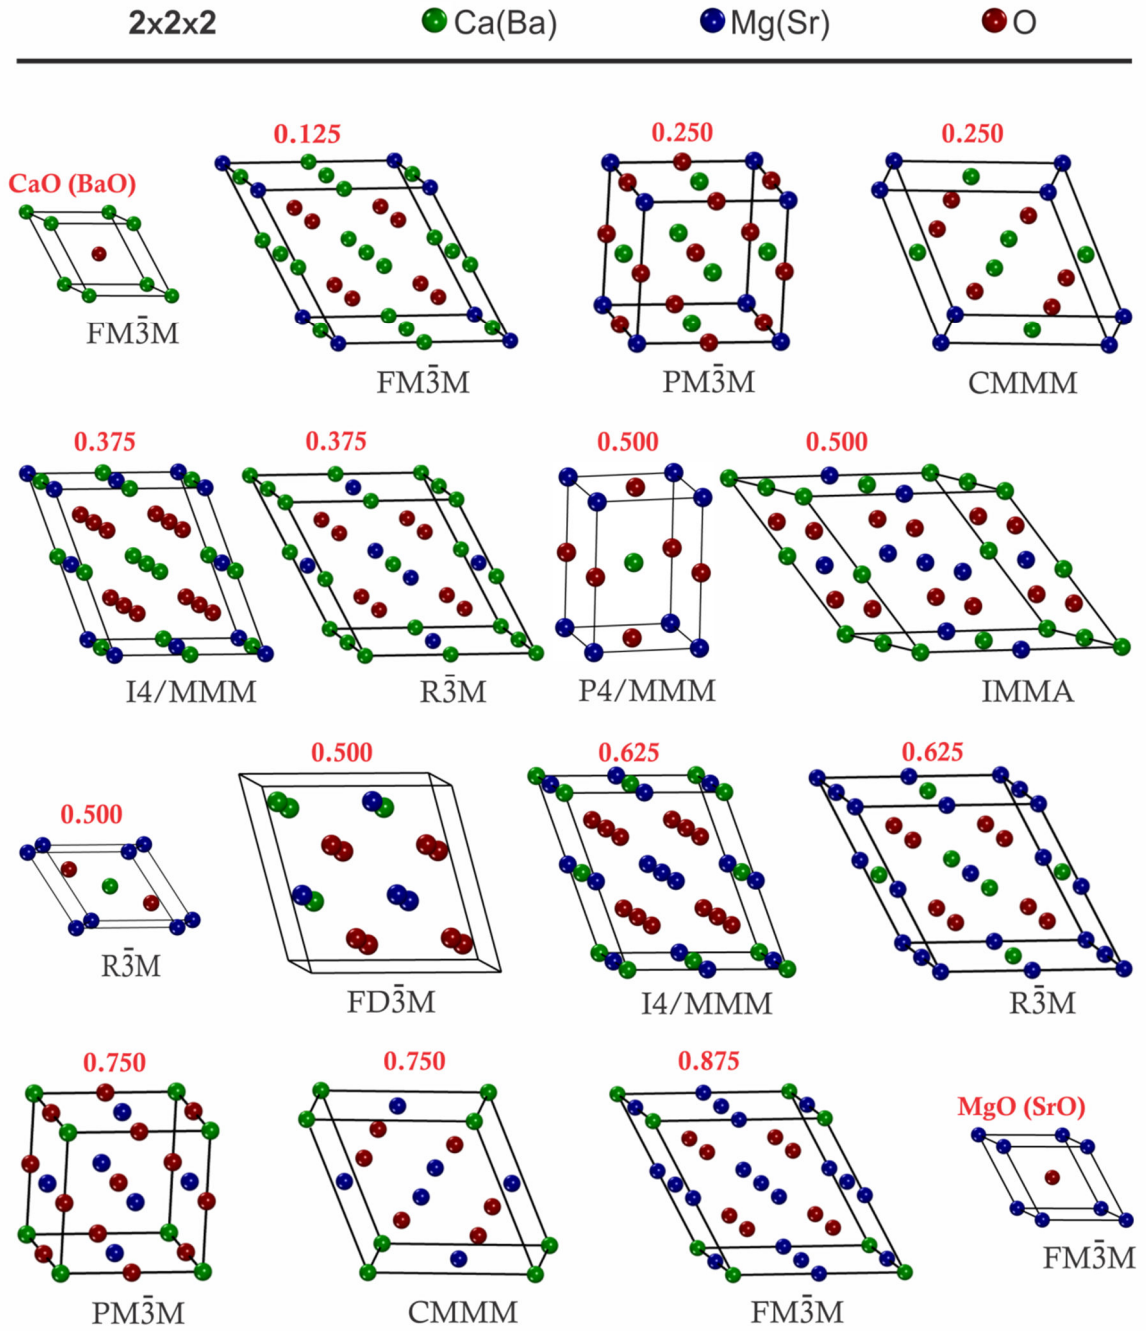 2x2x2 Ca(Ba) Mg(Sr) O
0.125 0.250 0.250
CaO (BaO)
FM3̄M
FM3̄M PM3̄M CMMM
0.375 0.375 0.500 0.500
I4/MMM R3̄M P4/MMM IMMA
0.500 0.625 0.625
0.500
R3̄M
FD3̄M I4/MMM R3̄M
0.750 0.750 0.875
MgO (SrO)
FM3̄M
PM3̄M CMMM FM3̄M